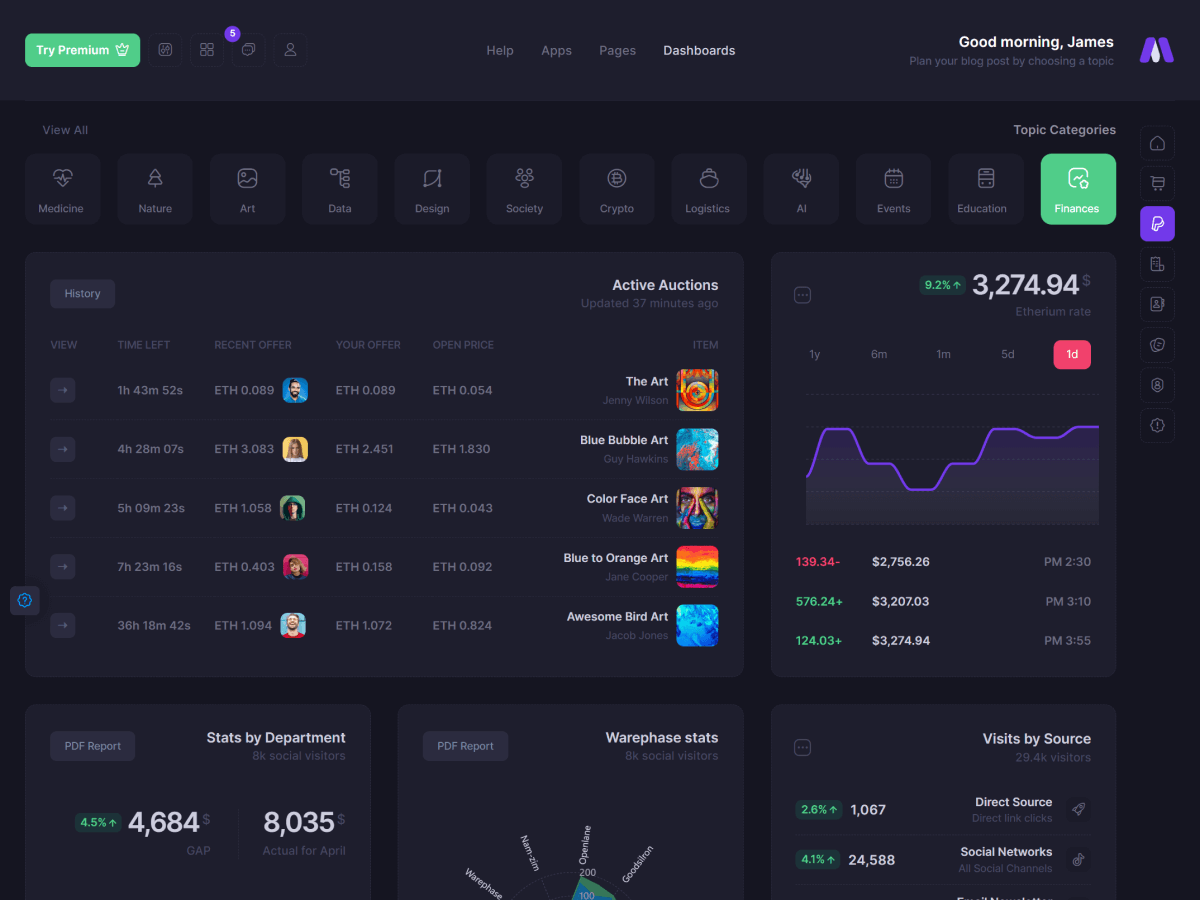 Try Premium
5
Help Apps Pages Dashboards
Good morning, James
Plan your blog post by choosing a topic
View All
Topic Categories
Medicine Nature Art Data Design Society Crypto Logistics AI Events Education Finances
History
Active Auctions
Updated 37 minutes ago
VIEW TIME LEFT RECENT OFFER YOUR OFFER OPEN PRICE ITEM
1h 43m 52s ETH 0.089 ETH 0.089 ETH 0.054 The Art
Jenny Wilson
4h 28m 07s ETH 3.083 ETH 2.451 ETH 1.830 Blue Bubble Art
Guy Hawkins
5h 09m 23s ETH 1.058 ETH 0.124 ETH 0.043 Color Face Art
Wade Warren
7h 23m 16s ETH 0.403 ETH 0.158 ETH 0.092 Blue to Orange Art
Jane Cooper
36h 18m 42s ETH 1.094 ETH 1.072 ETH 0.824 Awesome Bird Art
Jacob Jones
9.2% 3,274.94 $
Etherium rate
1y 6m 1m 5d 1d
139.34- $2,756.26 PM 2:30
576.24+ $3,207.03 PM 3:10
124.03+ $3,274.94 PM 3:55
PDF Report
Stats by Department
8k social visitors
4.5% 4,684 $
GAP
8,035 $
Actual for April
PDF Report
Warephase stats
8k social visitors
Warephase
Nam-zim
Openlane
Goodsilron
200
100
Visits by Source
29.4k visitors
2.6% 1,067 Direct Source
Direct link clicks
4.1% 24,588 Social Networks
All Social Channels
Email Newsletter